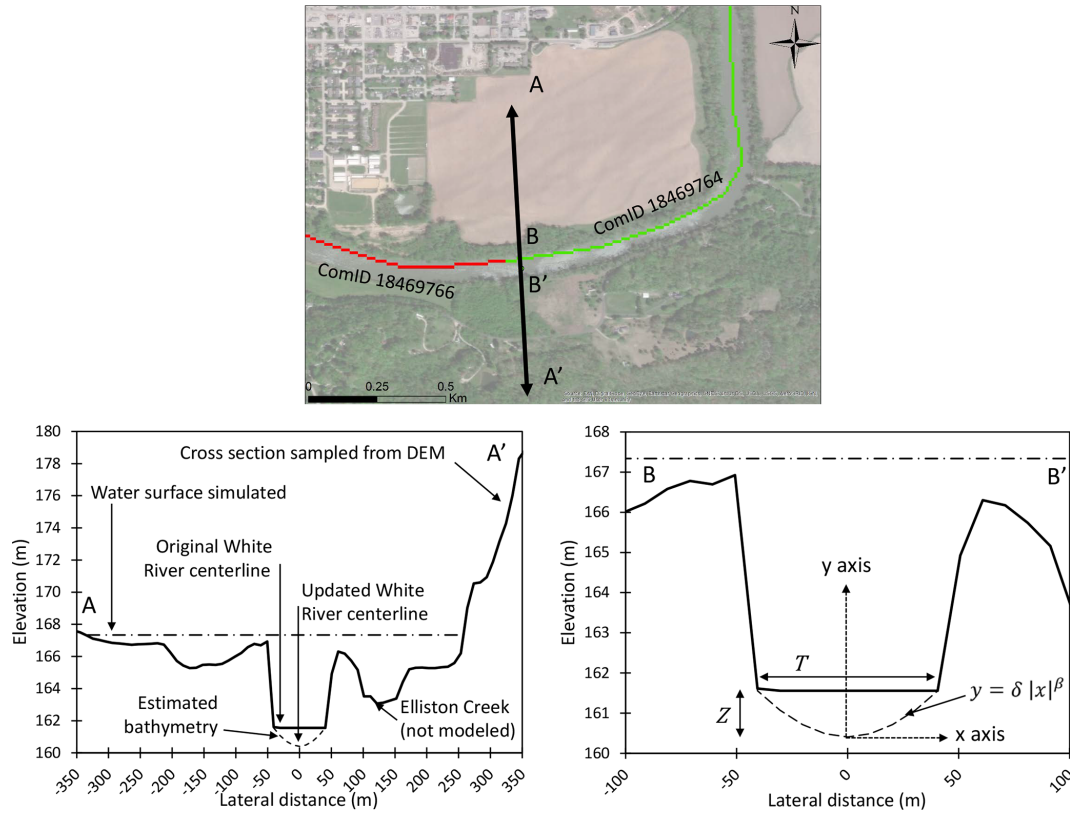 N
A
ComID 18469764
B
B’
ComID 18469766
A’
0
0.25
0.5
Km
180
178
176
174
172
170
168
166
164
162
160
Elevation (m)
Cross section sampled from DEM
A’
Water surface simulated
Original White
River centerline
Updated White
River centerline
A
Estimated
bathymetry
Elliston Creek
(not modeled)
-350
-300
-250
-200
-150
-100
-50
0
50
100
150
200
250
300
350
Lateral distance (m)
168
167
166
165
164
163
162
161
160
Elevation (m)
B
B’
y axis
T
Z
y = δ |x|^β
x axis
-100
-50
0
50
100
Lateral distance (m)